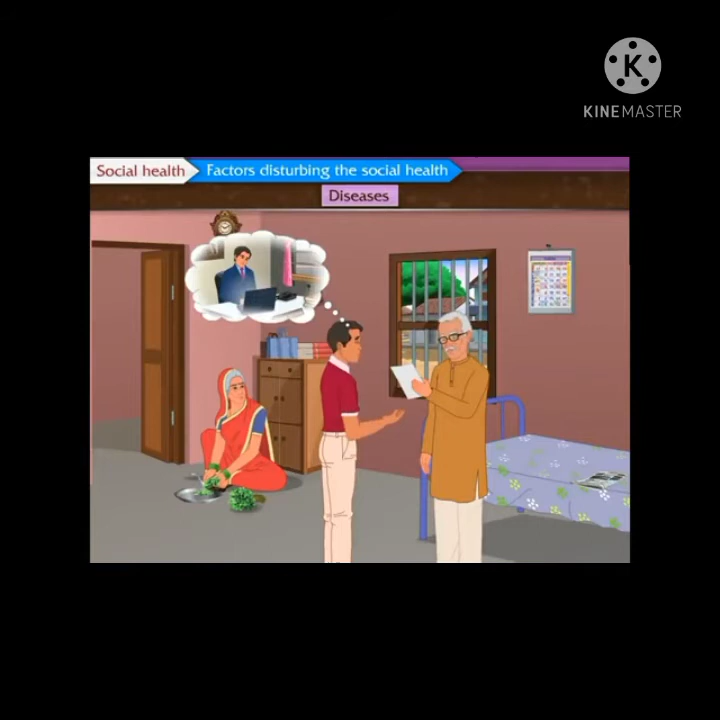 KINEMASTER
Social health Factors disturbing the social health
Diseases